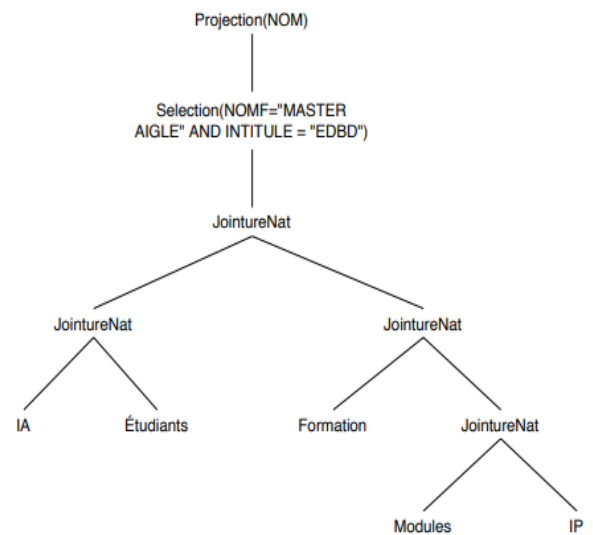 Projection(NOM)
Selection(NOMF="MASTER
AIGLE" AND INTITULE = "EDBD")
JointureNat
JointureNat
JointureNat
IA
Étudiants
Formation
JointureNat
Modules
IP